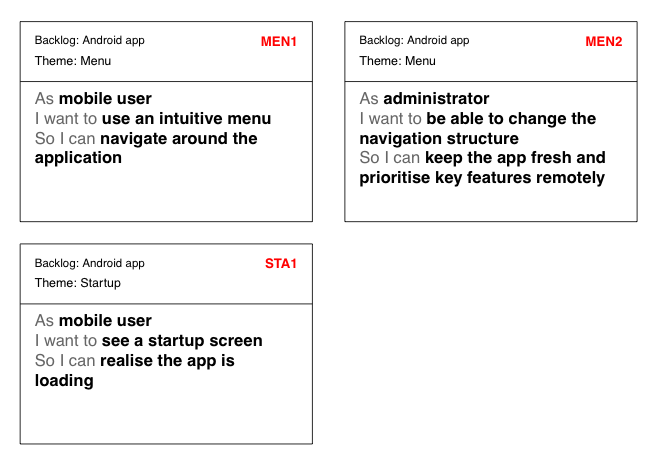 Backlog: Android app MEN1
Theme: Menu
As mobile user
I want to use an intuitive menu
So I can navigate around the
application
Backlog: Android app MEN2
Theme: Menu
As administrator
I want to be able to change the
navigation structure
So I can keep the app fresh and
prioritise key features remotely
Backlog: Android app STA1
Theme: Startup
As mobile user
I want to see a startup screen
So I can realise the app is
loading